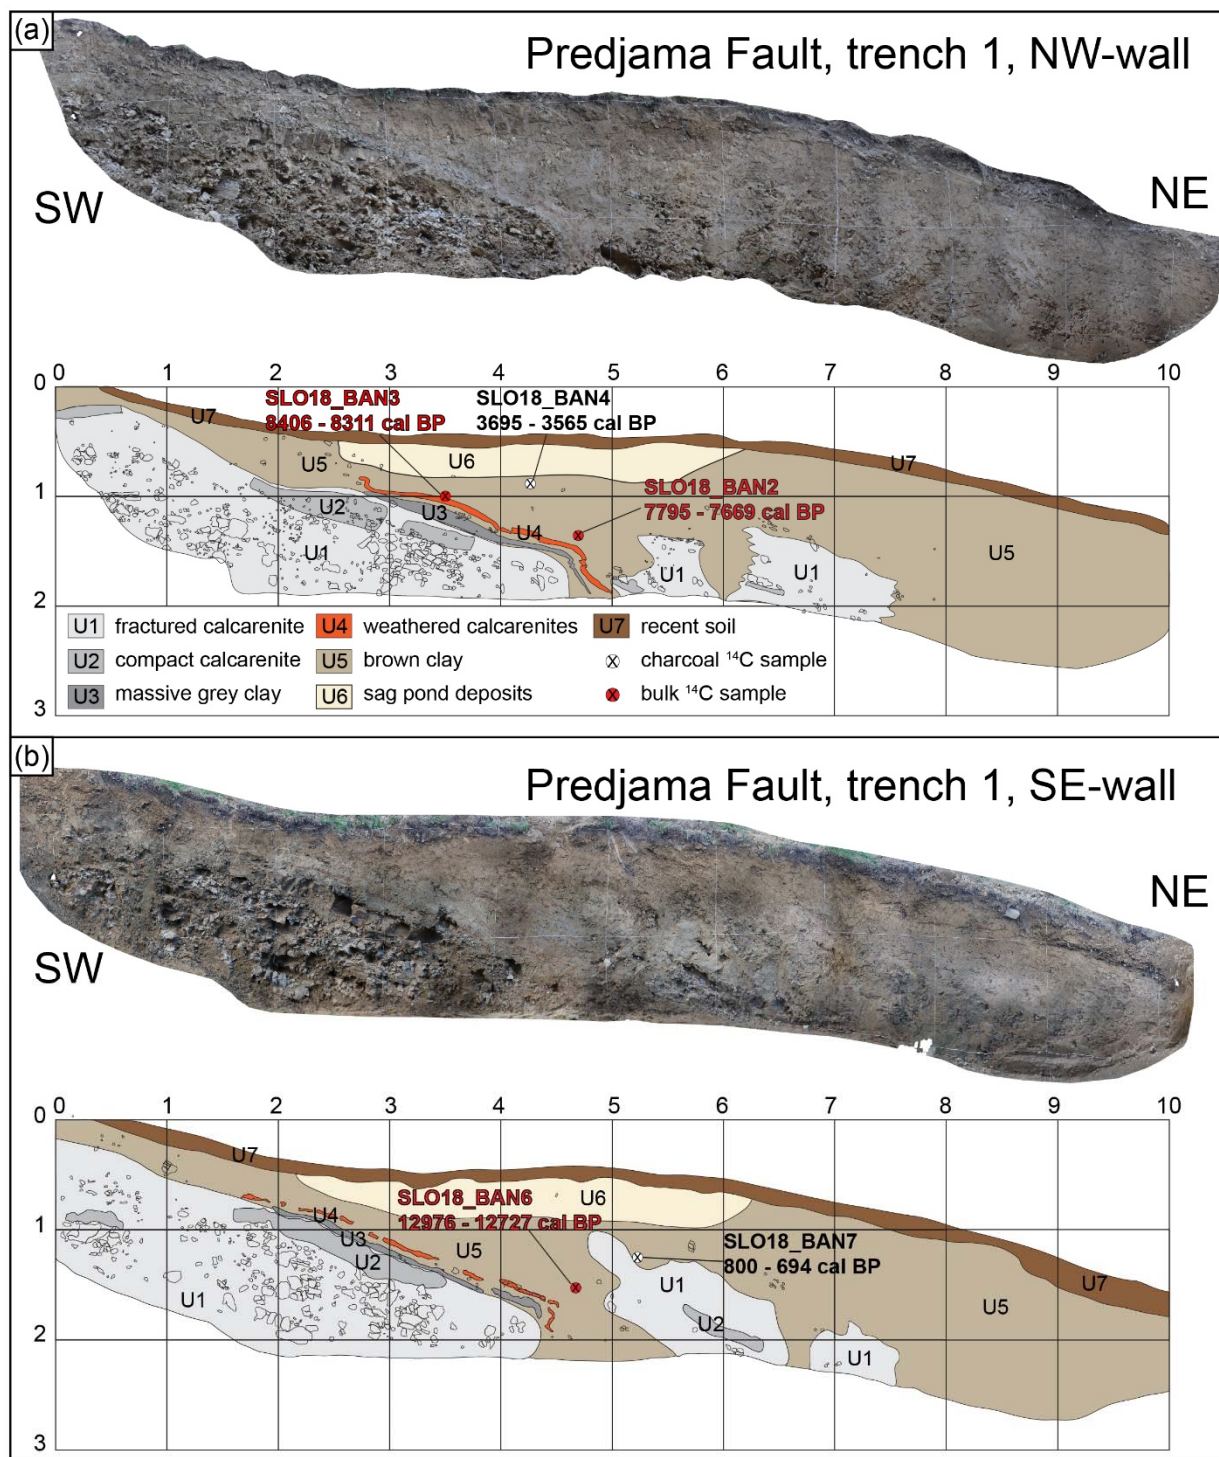 (a)
Predjama Fault, trench 1, NW-wall
SW
NE
0 1 2 3 4 5 6 7 8 9 10
0
1
2
3
SLO18_BAN3
8406 - 8311 cal BP
SLO18_BAN4
3695 - 3565 cal BP
SLO18_BAN2
7795 - 7669 cal BP
U7
U5
U6
U7
U2
U3
U4
U1
U1
U1
U5
U1 fractured calcarenite
U2 compact calcarenite
U3 massive grey clay
U4 weathered calcarenites
U5 brown clay
U6 sag pond deposits
U7 recent soil
charcoal ¹⁴C sample
bulk ¹⁴C sample
(b)
Predjama Fault, trench 1, SE-wall
SW
NE
0 1 2 3 4 5 6 7 8 9 10
0
1
2
3
U7
SLO18_BAN6
12976 - 12727 cal BP
U6
SLO18_BAN7
800 - 694 cal BP
U4
U3
U2
U5
U1
U1
U2
U1
U5
U7